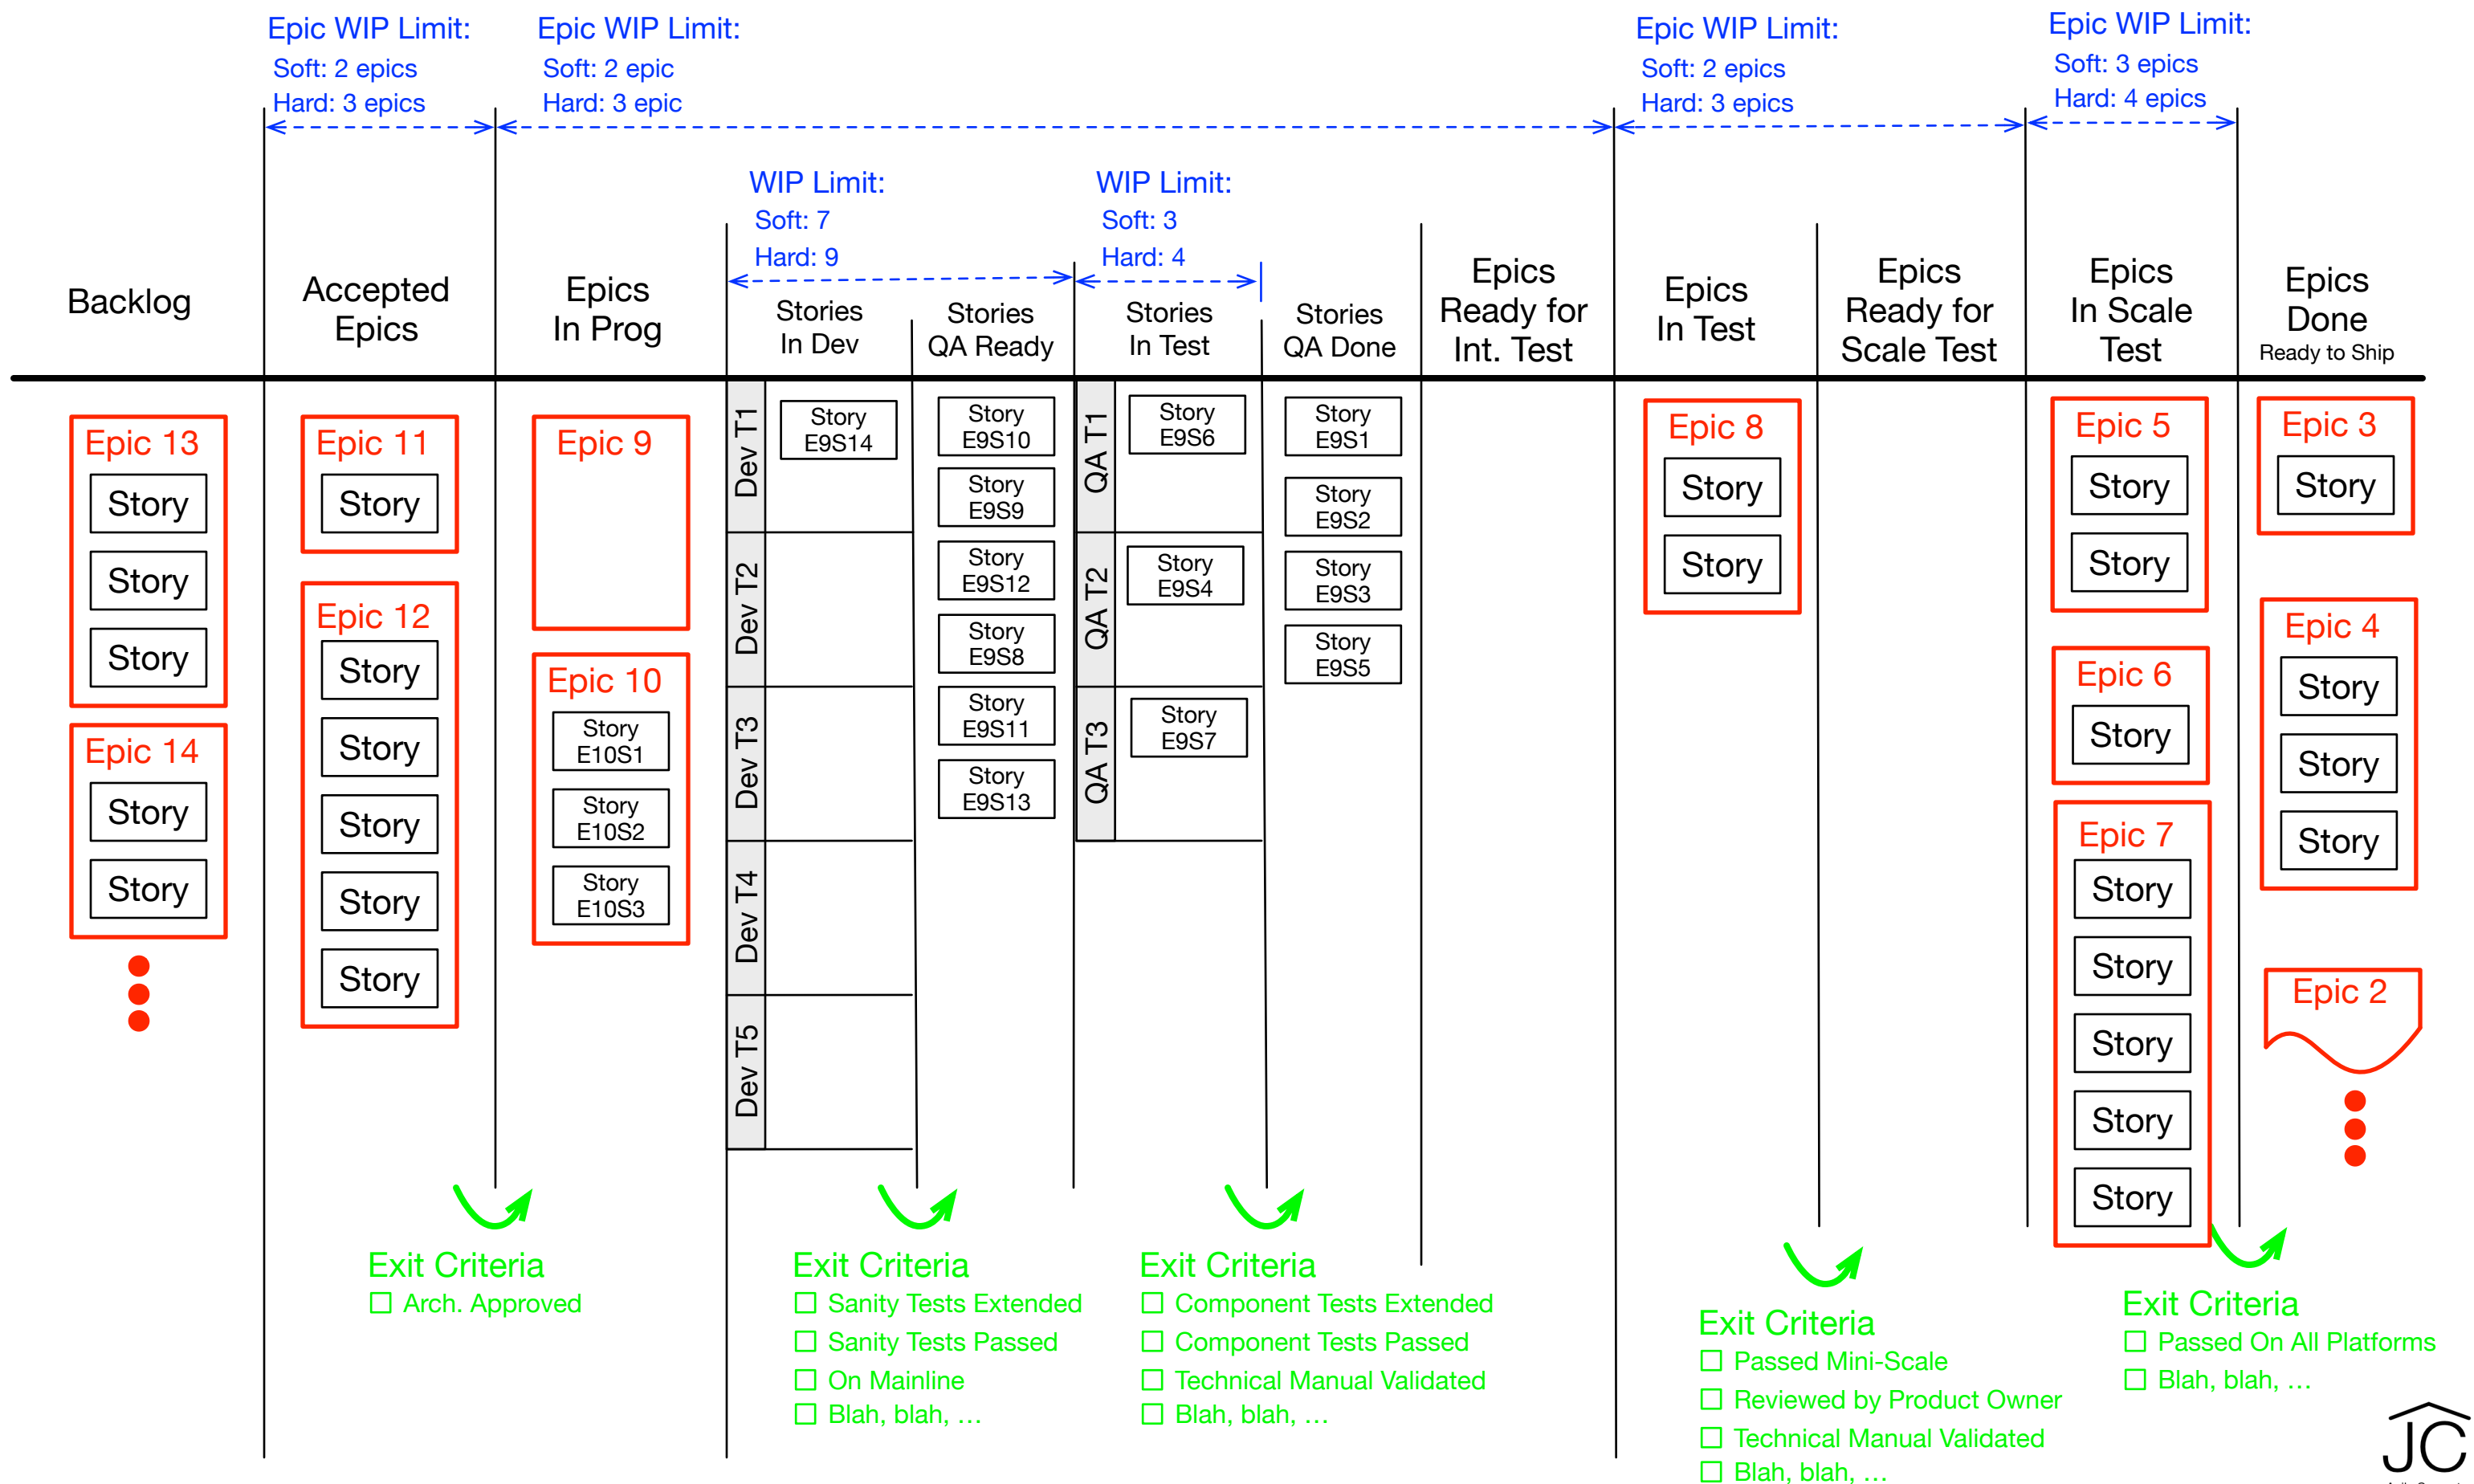 Epic WIP Limit:
Soft: 2 epics
Hard: 3 epics
Epic WIP Limit:
Soft: 2 epic
Hard: 3 epic
Epic WIP Limit:
Soft: 2 epics
Hard: 3 epics
Epic WIP Limit:
Soft: 3 epics
Hard: 4 epics
WIP Limit:
Soft: 7
Hard: 9
WIP Limit:
Soft: 3
Hard: 4
Backlog
Accepted
Epics
Epics
In Prog
Stories
In Dev
Stories
QA Ready
Stories
In Test
Stories
QA Done
Epics
Ready for
Int. Test
Epics
In Test
Epics
Ready for
Scale Test
Epics
In Scale
Test
Epics
Done
Ready to Ship
Epic 13
Story
Story
Story
Epic 14
Story
Story
Epic 11
Story
Epic 12
Story
Story
Story
Story
Story
Epic 9
Epic 10
Story
E10S1
Story
E10S2
Story
E10S3
Dev T1
Dev T2
Dev T3
Dev T4
Dev T5
Story
E9S14
Story
E9S10
Story
E9S9
Story
E9S12
Story
E9S8
Story
E9S11
Story
E9S13
QA T1
QA T2
QA T3
Story
E9S6
Story
E9S4
Story
E9S7
Story
E9S1
Story
E9S2
Story
E9S3
Story
E9S5
Epic 8
Story
Story
Epic 5
Story
Story
Epic 6
Story
Epic 7
Story
Story
Story
Story
Story
Epic 3
Story
Epic 4
Story
Story
Story
Epic 2
Exit Criteria
Arch. Approved
Exit Criteria
Sanity Tests Extended
Sanity Tests Passed
On Mainline
Blah, blah, …
Exit Criteria
Component Tests Extended
Component Tests Passed
Technical Manual Validated
Blah, blah, …
Exit Criteria
Passed Mini-Scale
Reviewed by Product Owner
Technical Manual Validated
Blah, blah, …
Exit Criteria
Passed On All Platforms
Blah, blah, …
JC